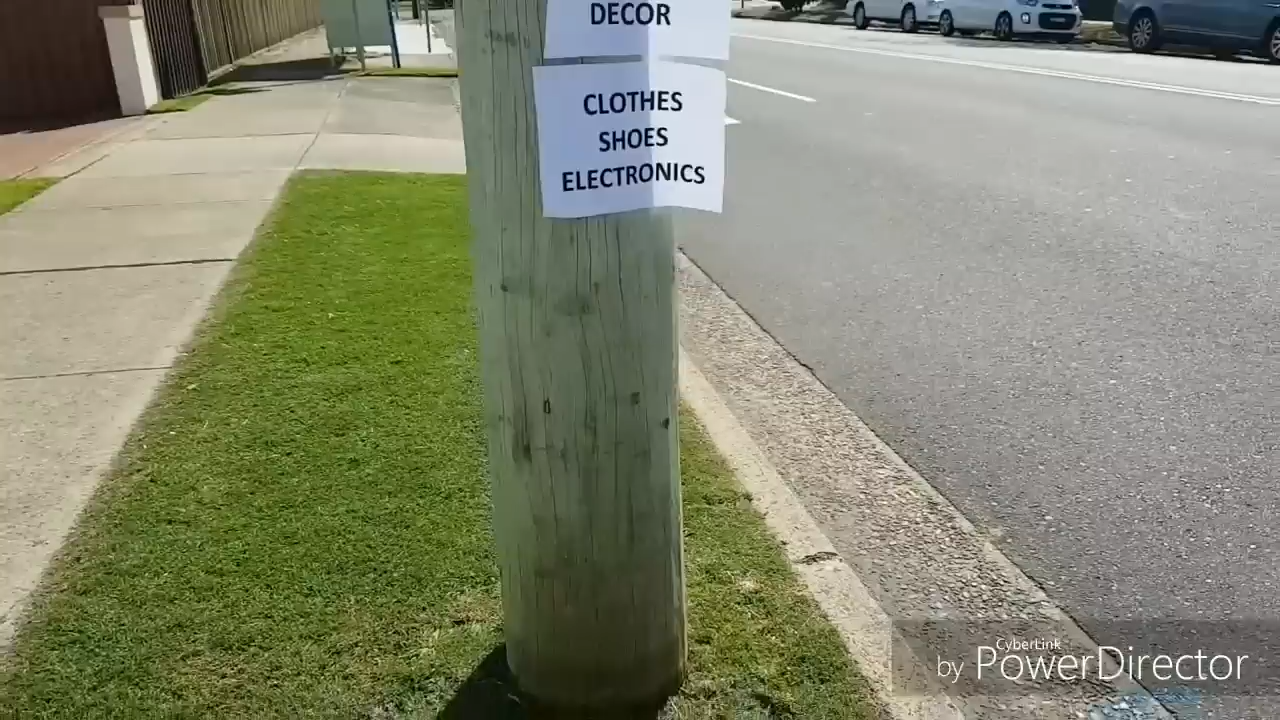 DECOR
CLOTHES
SHOES
ELECTRONICS
CyberLink
by PowerDirector